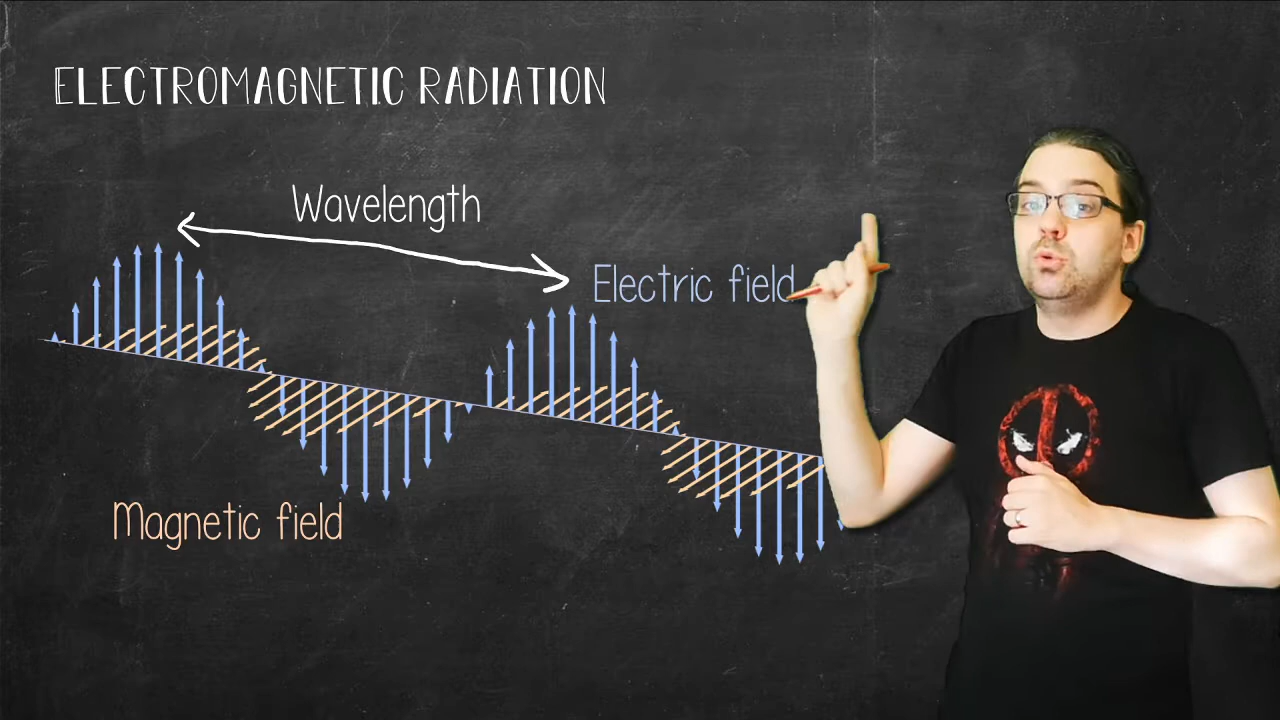 ELECTROMAGNETIC RADIATION
Wavelength
Electric field
Magnetic field